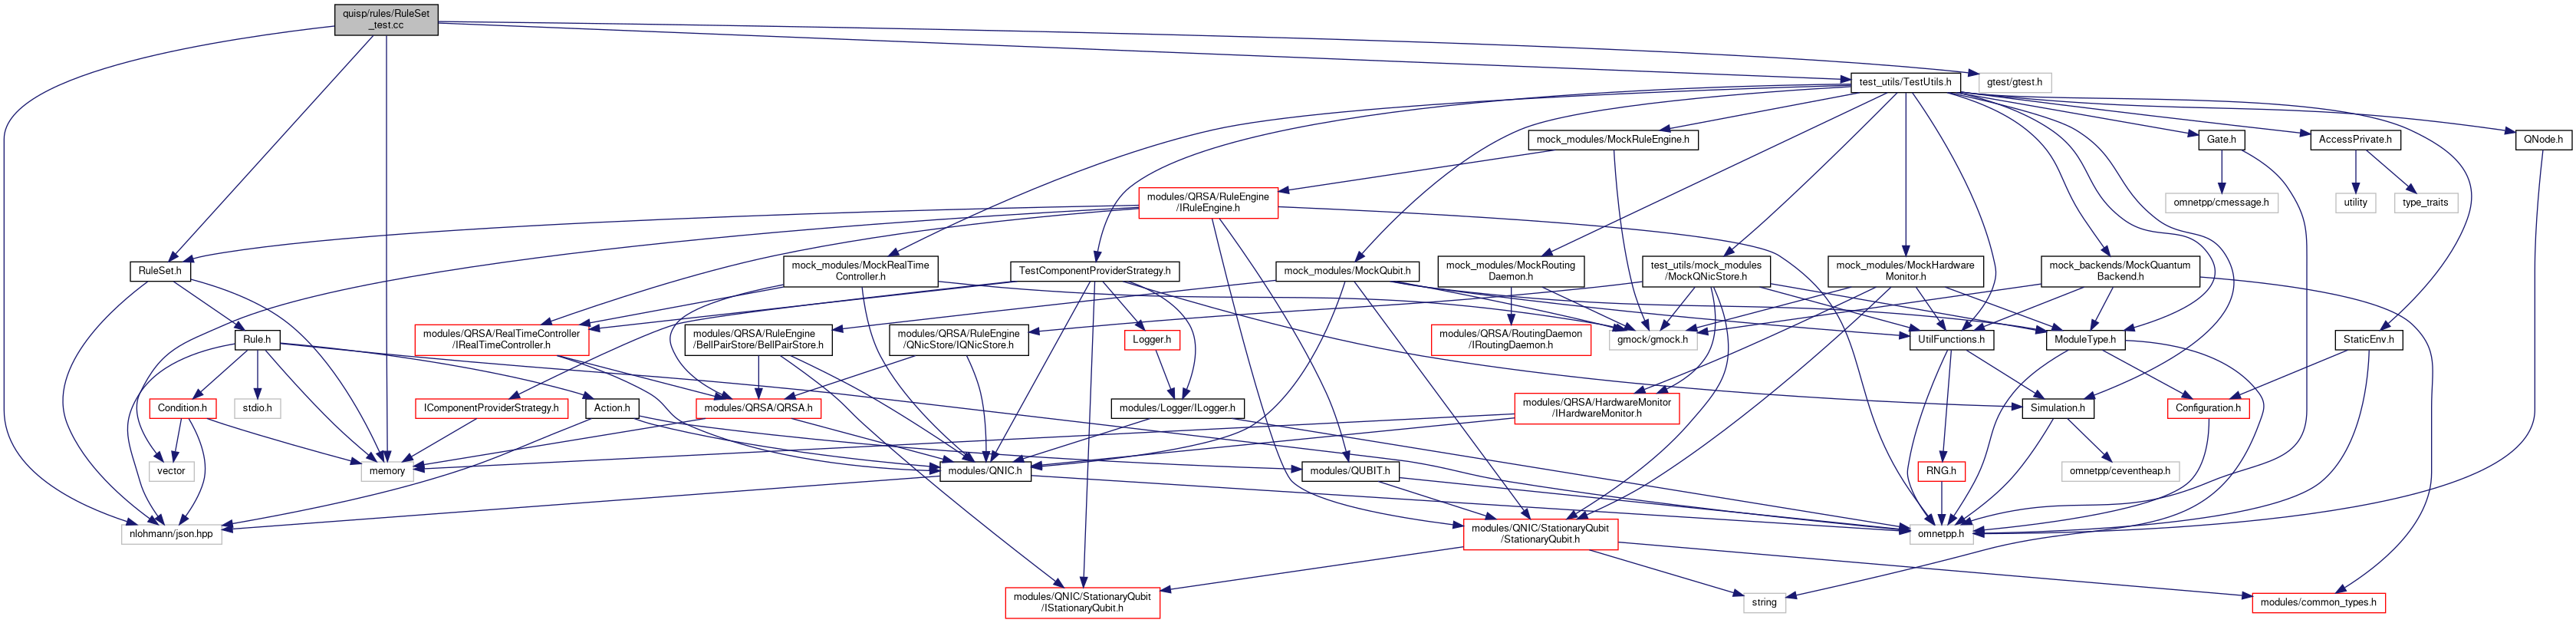 quisp/rules/RuleSet
_test.cc
gtest/gtest.h
test_utils/TestUtils.h
mock_modules/MockRuleEngine.h
Gate.h
AccessPrivate.h
QNode.h
modules/QRSA/RuleEngine
/IRuleEngine.h
omnetpp/cmessage.h
utility
type_traits
RuleSet.h
mock_modules/MockRealTime
Controller.h
TestComponentProviderStrategy.h
mock_modules/MockQubit.h
mock_modules/MockRouting
Daemon.h
test_utils/mock_modules
/MockQNicStore.h
mock_modules/MockHardware
Monitor.h
mock_backends/MockQuantum
Backend.h
Rule.h
modules/QRSA/RealTimeController
/IRealTimeController.h
modules/QRSA/RuleEngine
/BellPairStore/BellPairStore.h
modules/QRSA/RuleEngine
/QNicStore/IQNicStore.h
Logger.h
modules/QRSA/RoutingDaemon
/IRoutingDaemon.h
gmock/gmock.h
UtilFunctions.h
ModuleType.h
StaticEnv.h
Condition.h
stdio.h
IComponentProviderStrategy.h
Action.h
modules/QRSA/QRSA.h
modules/Logger/ILogger.h
modules/QRSA/HardwareMonitor
/IHardwareMonitor.h
Simulation.h
Configuration.h
vector
memory
modules/QNIC.h
modules/QUBIT.h
RNG.h
omnetpp/ceventheap.h
nlohmann/json.hpp
modules/QNIC/StationaryQubit
/StationaryQubit.h
omnetpp.h
modules/QNIC/StationaryQubit
/IStationaryQubit.h
string
modules/common_types.h